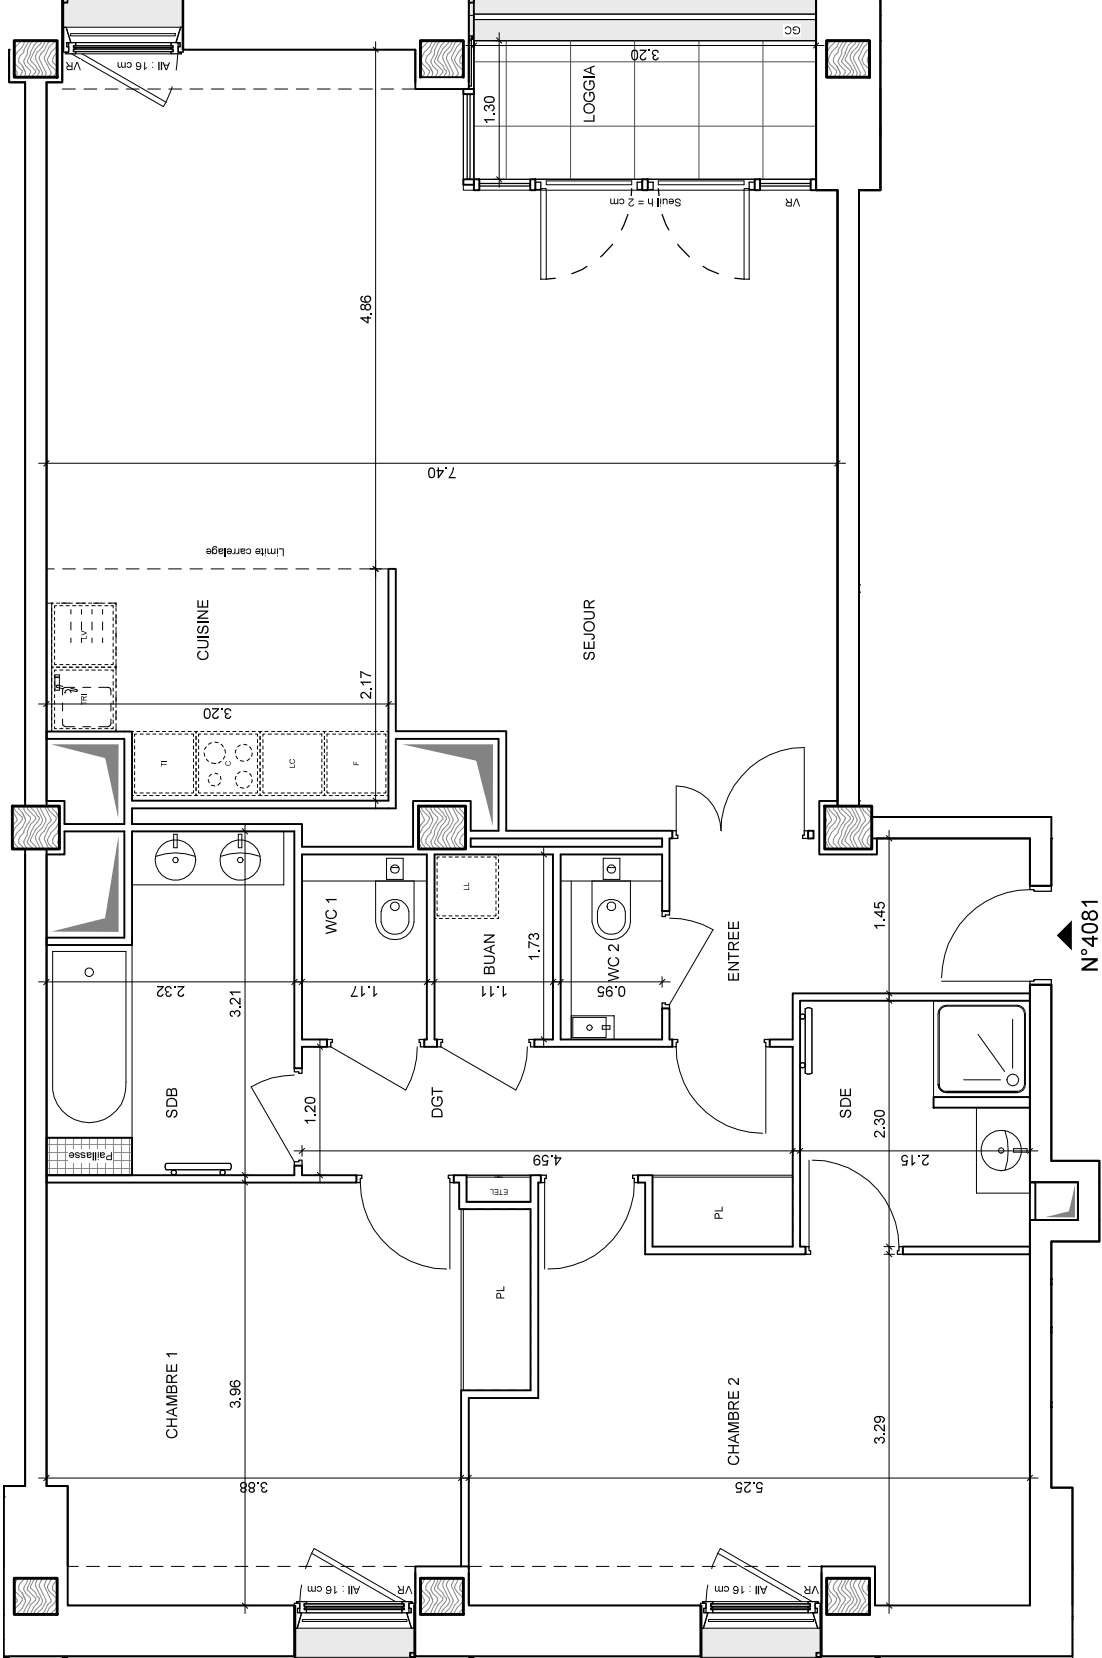 GC
3.20
All : 16 cm
VR
LOGGIA
1.30
Seuil h = 2 cm
VR
4.86
7.40
Limite carrelage
CUISINE
SEJOUR
LV
TRI
2.17
3.20
TI
C
LC
F
WC 1
LL
BUAN
1.73
WC 2
ENTREE
1.45
N°4081
2.32
3.21
1.17
1.11
0.95
SDB
1.20
DGT
SDE
2.30
Paillasse
4.59
2.15
ETEL
PL
PL
CHAMBRE 1
3.96
CHAMBRE 2
3.29
3.88
5.25
All : 16 cm
VR
All : 16 cm
VR